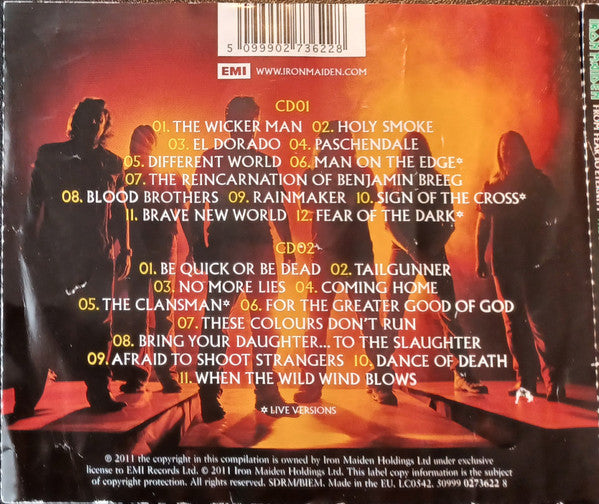 5 099902 736228
EMI WWW.IRONMAIDEN.COM
CD01
01. THE WICKER MAN 02. HOLY SMOKE
03. EL DORADO 04. PASCHENDALE
05. DIFFERENT WORLD 06. MAN ON THE EDGE*
07. THE REINCARNATION OF BENJAMIN BREEG
08. BLOOD BROTHERS 09. RAINMAKER 10. SIGN OF THE CROSS*
11. BRAVE NEW WORLD 12. FEAR OF THE DARK*
CD02
01. BE QUICK OR BE DEAD 02. TAILGUNNER
03. NO MORE LIES 04. COMING HOME
05. THE CLANSMAN* 06. FOR THE GREATER GOOD OF GOD
07. THESE COLOURS DON'T RUN
08. BRING YOUR DAUGHTER... TO THE SLAUGHTER
09. AFRAID TO SHOOT STRANGERS 10. DANCE OF DEATH
11. WHEN THE WILD WIND BLOWS
* LIVE VERSIONS
℗ 2011 the copyright in this compilation is owned by Iron Maiden Holdings Ltd under exclusive
license to EMI Records Ltd. © 2011 Iron Maiden Holdings Ltd. This label copy information is the subject
of copyright protection. All rights reserved. SDRM/BIEM. Made in the EU. LC0542. 50999 0273622 8
IRON MAIDEN
FROM FEAR TO ETERNITY